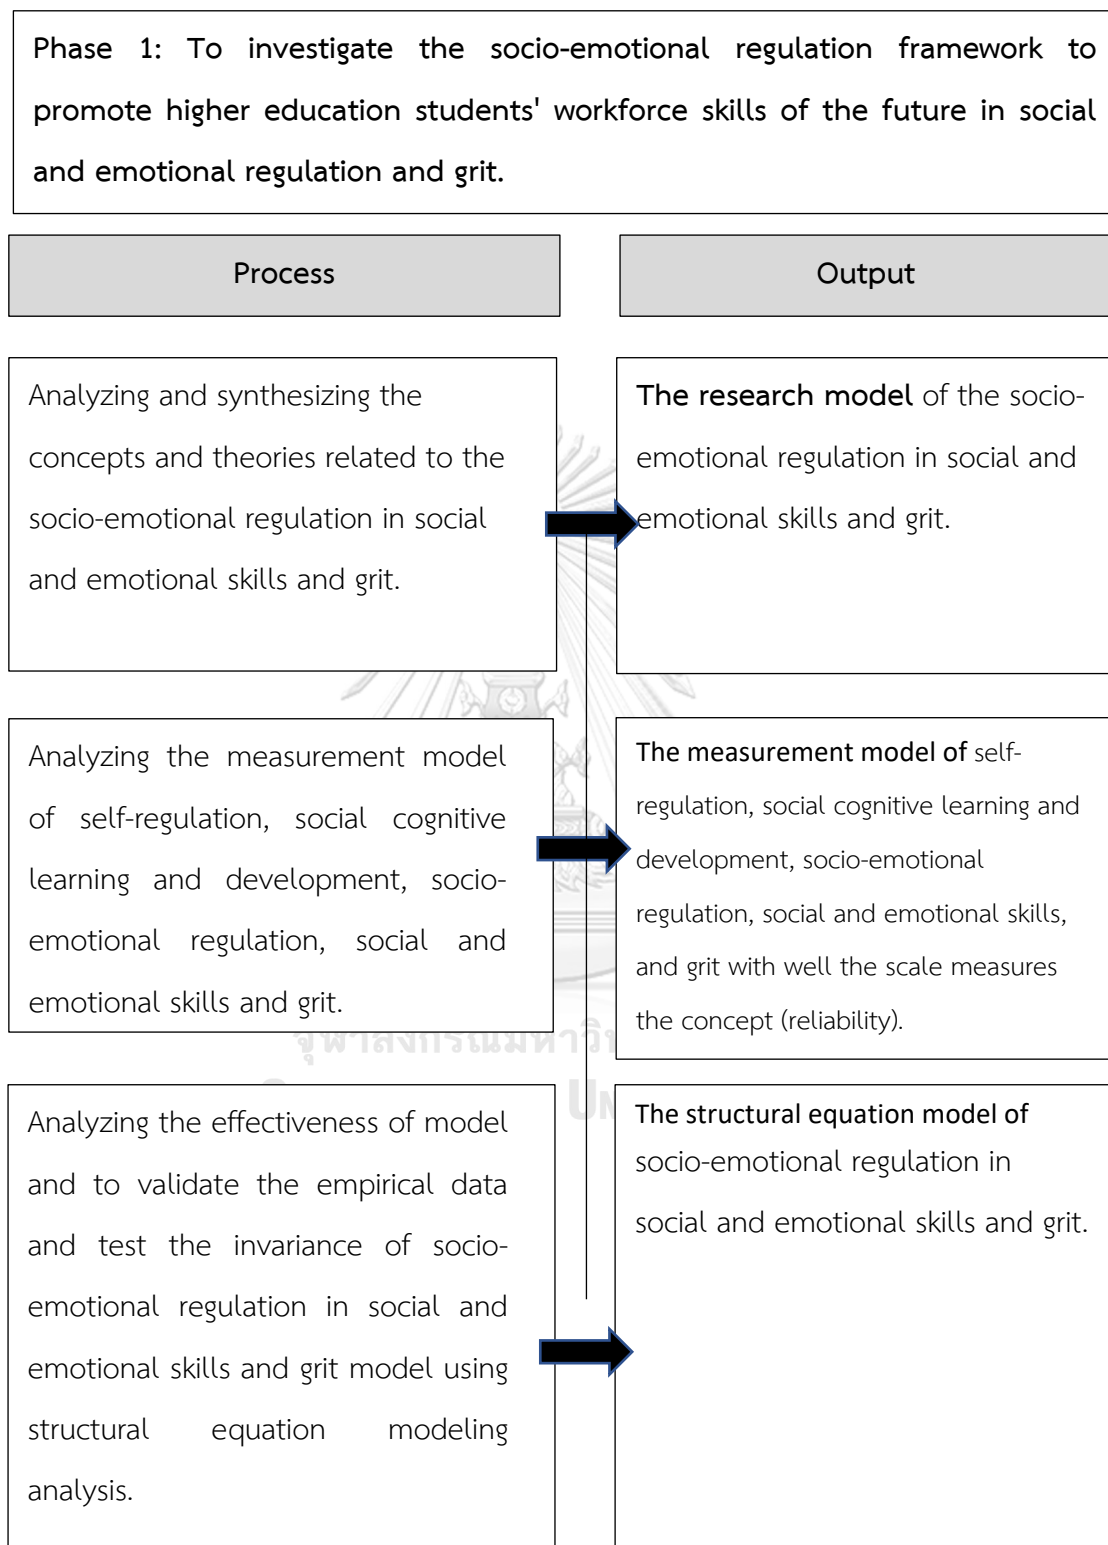 Phase 1: To investigate the socio-emotional regulation framework to
promote higher education students' workforce skills of the future in social
and emotional regulation and grit.
Process
Output
Analyzing and synthesizing the
concepts and theories related to the
socio-emotional regulation in social
and emotional skills and grit.
The research model of the socio-
emotional regulation in social and
emotional skills and grit.
Analyzing the measurement model
of self-regulation, social cognitive
learning and development, socio-
emotional regulation, social and
emotional skills and grit.
The measurement model of self-
regulation, social cognitive learning and
development, socio-emotional
regulation, social and emotional skills,
and grit with well the scale measures
the concept (reliability).
Analyzing the effectiveness of model
and to validate the empirical data
and test the invariance of socio-
emotional regulation in social and
emotional skills and grit model using
structural equation modeling
analysis.
The structural equation model of
socio-emotional regulation in
social and emotional skills and grit.